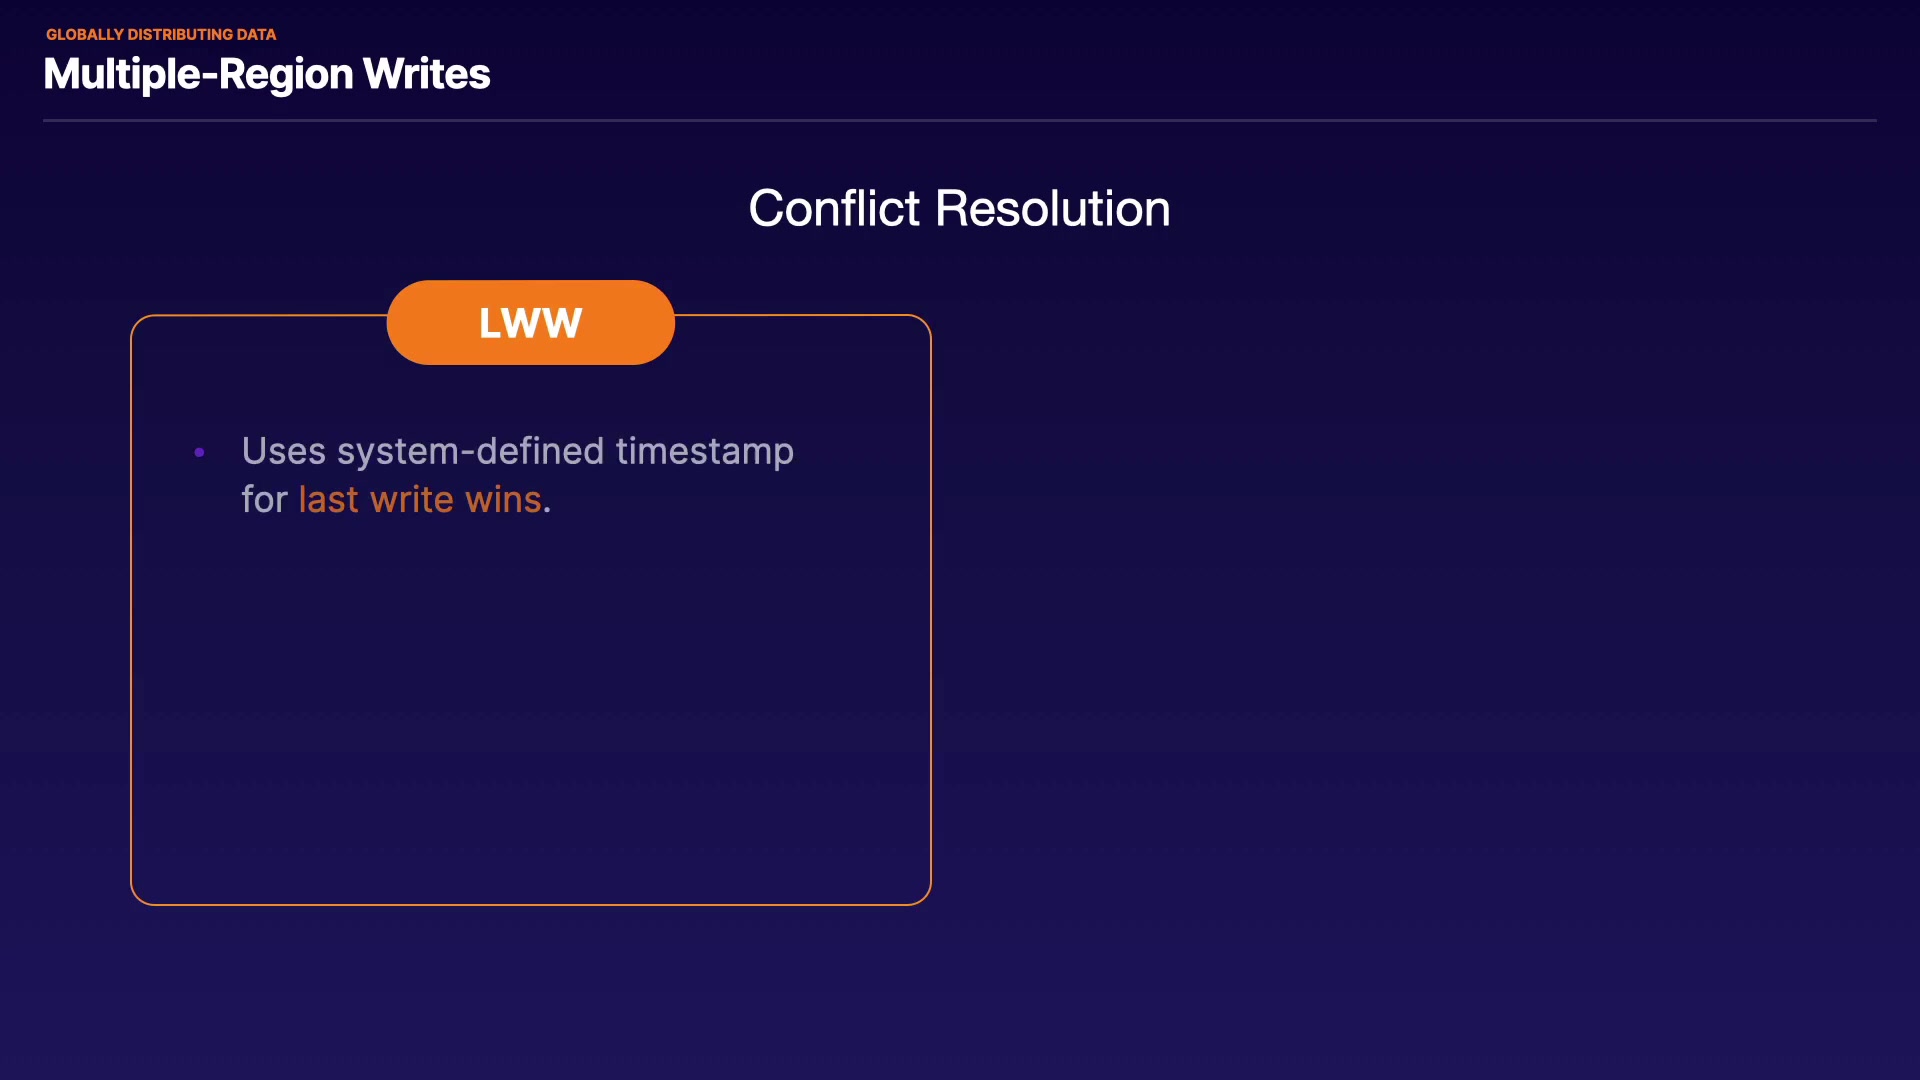 GLOBALLY DISTRIBUTING DATA
Multiple-Region Writes
Conflict Resolution
LWW
• Uses system-defined timestamp
for last write wins.